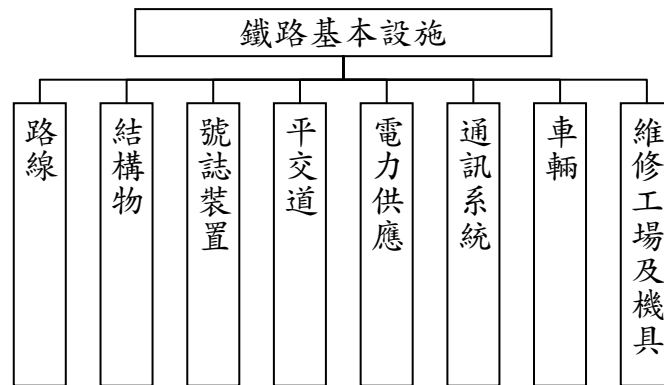 鐵路基本設施
路線
結構物
號誌裝置
平交道
電力供應
通訊系統
車輛
維修工場及機具